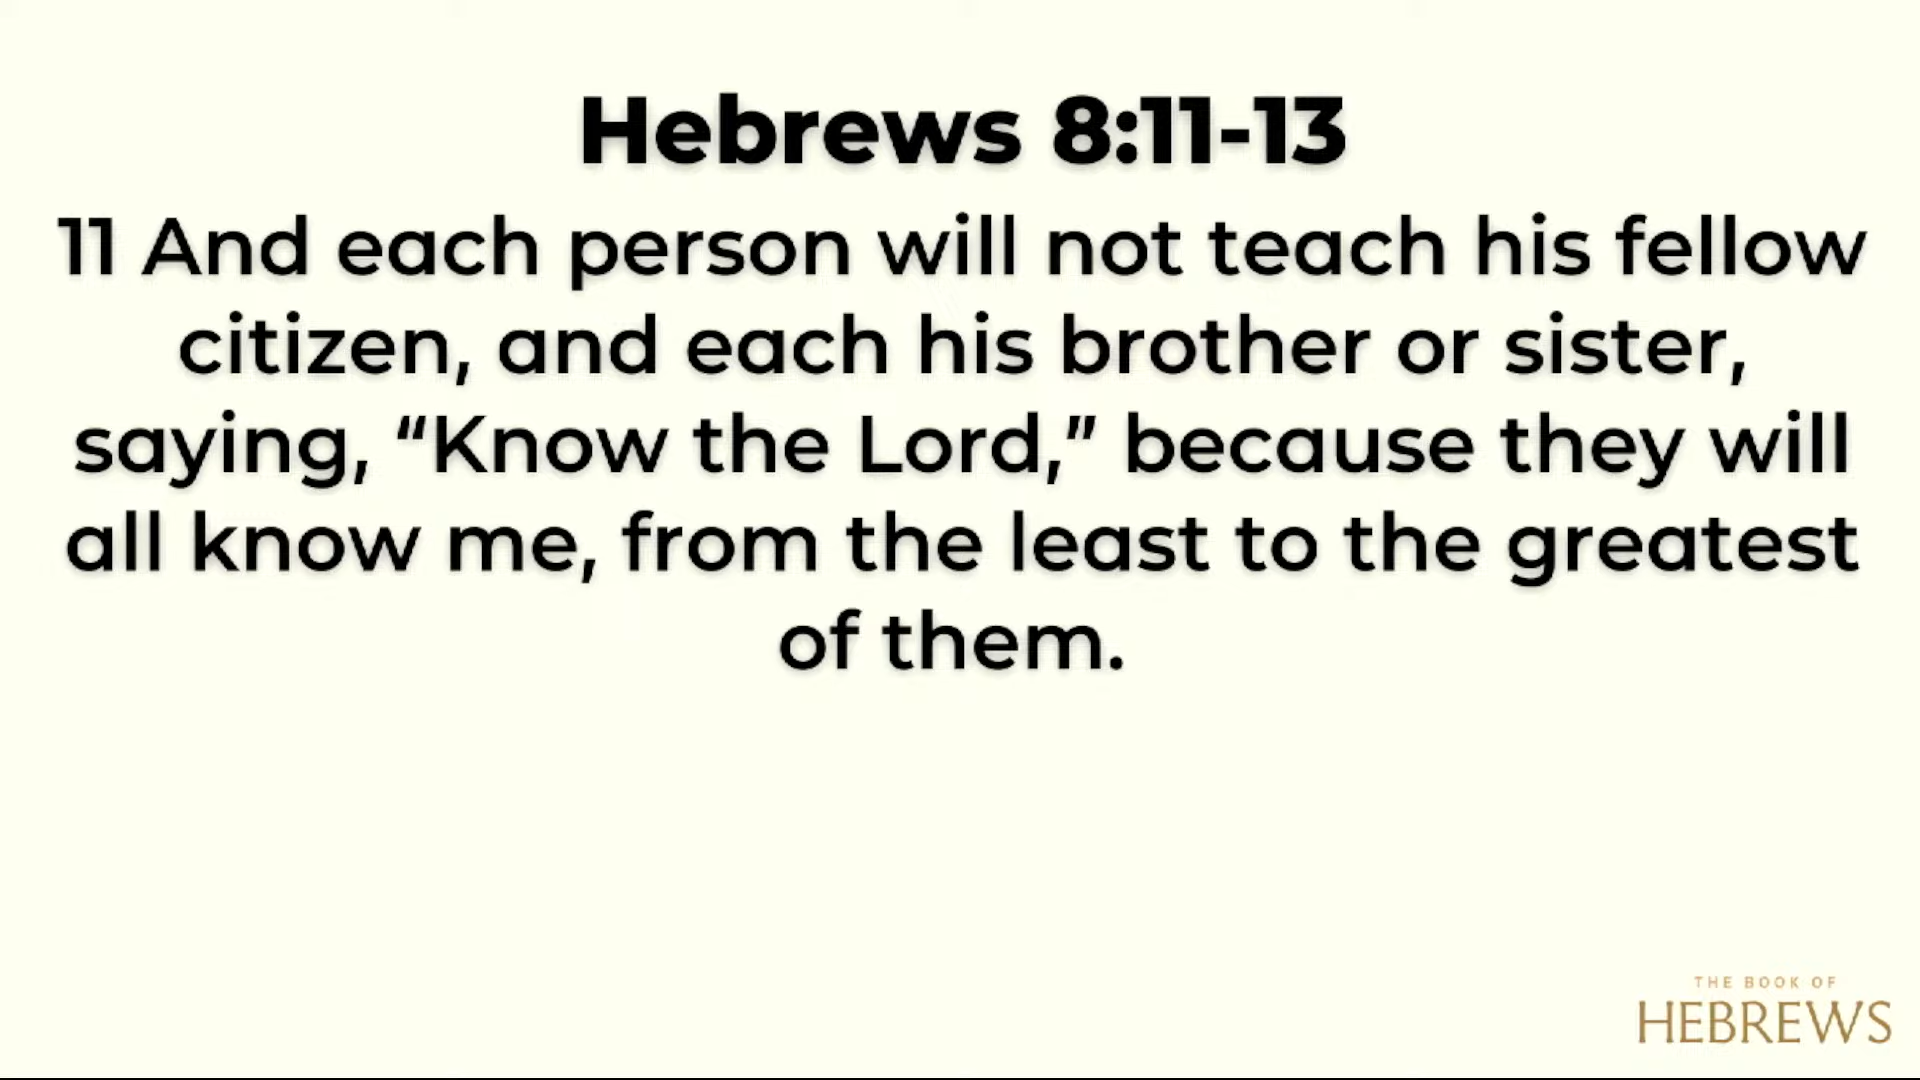 Hebrews 8:11-13
11 And each person will not teach his fellow
citizen, and each his brother or sister,
saying, “Know the Lord,” because they will
all know me, from the least to the greatest
of them.
THE BOOK OF
HEBREWS